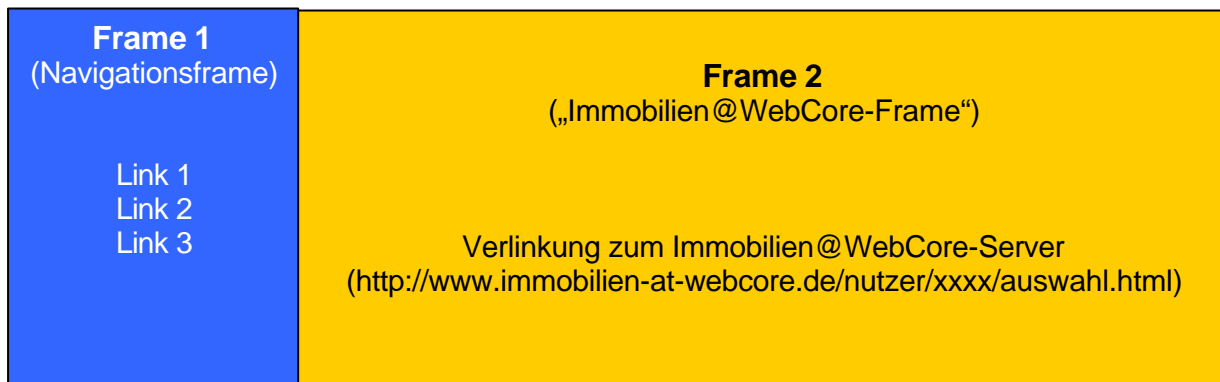 Frame 1
(Navigationsframe)
Link 1
Link 2
Link 3
Frame 2
(„Immobilien@WebCore-Frame“)
Verlinkung zum Immobilien@WebCore-Server
(http://www.immobilien-at-webcore.de/nutzer/xxxx/auswahl.html)